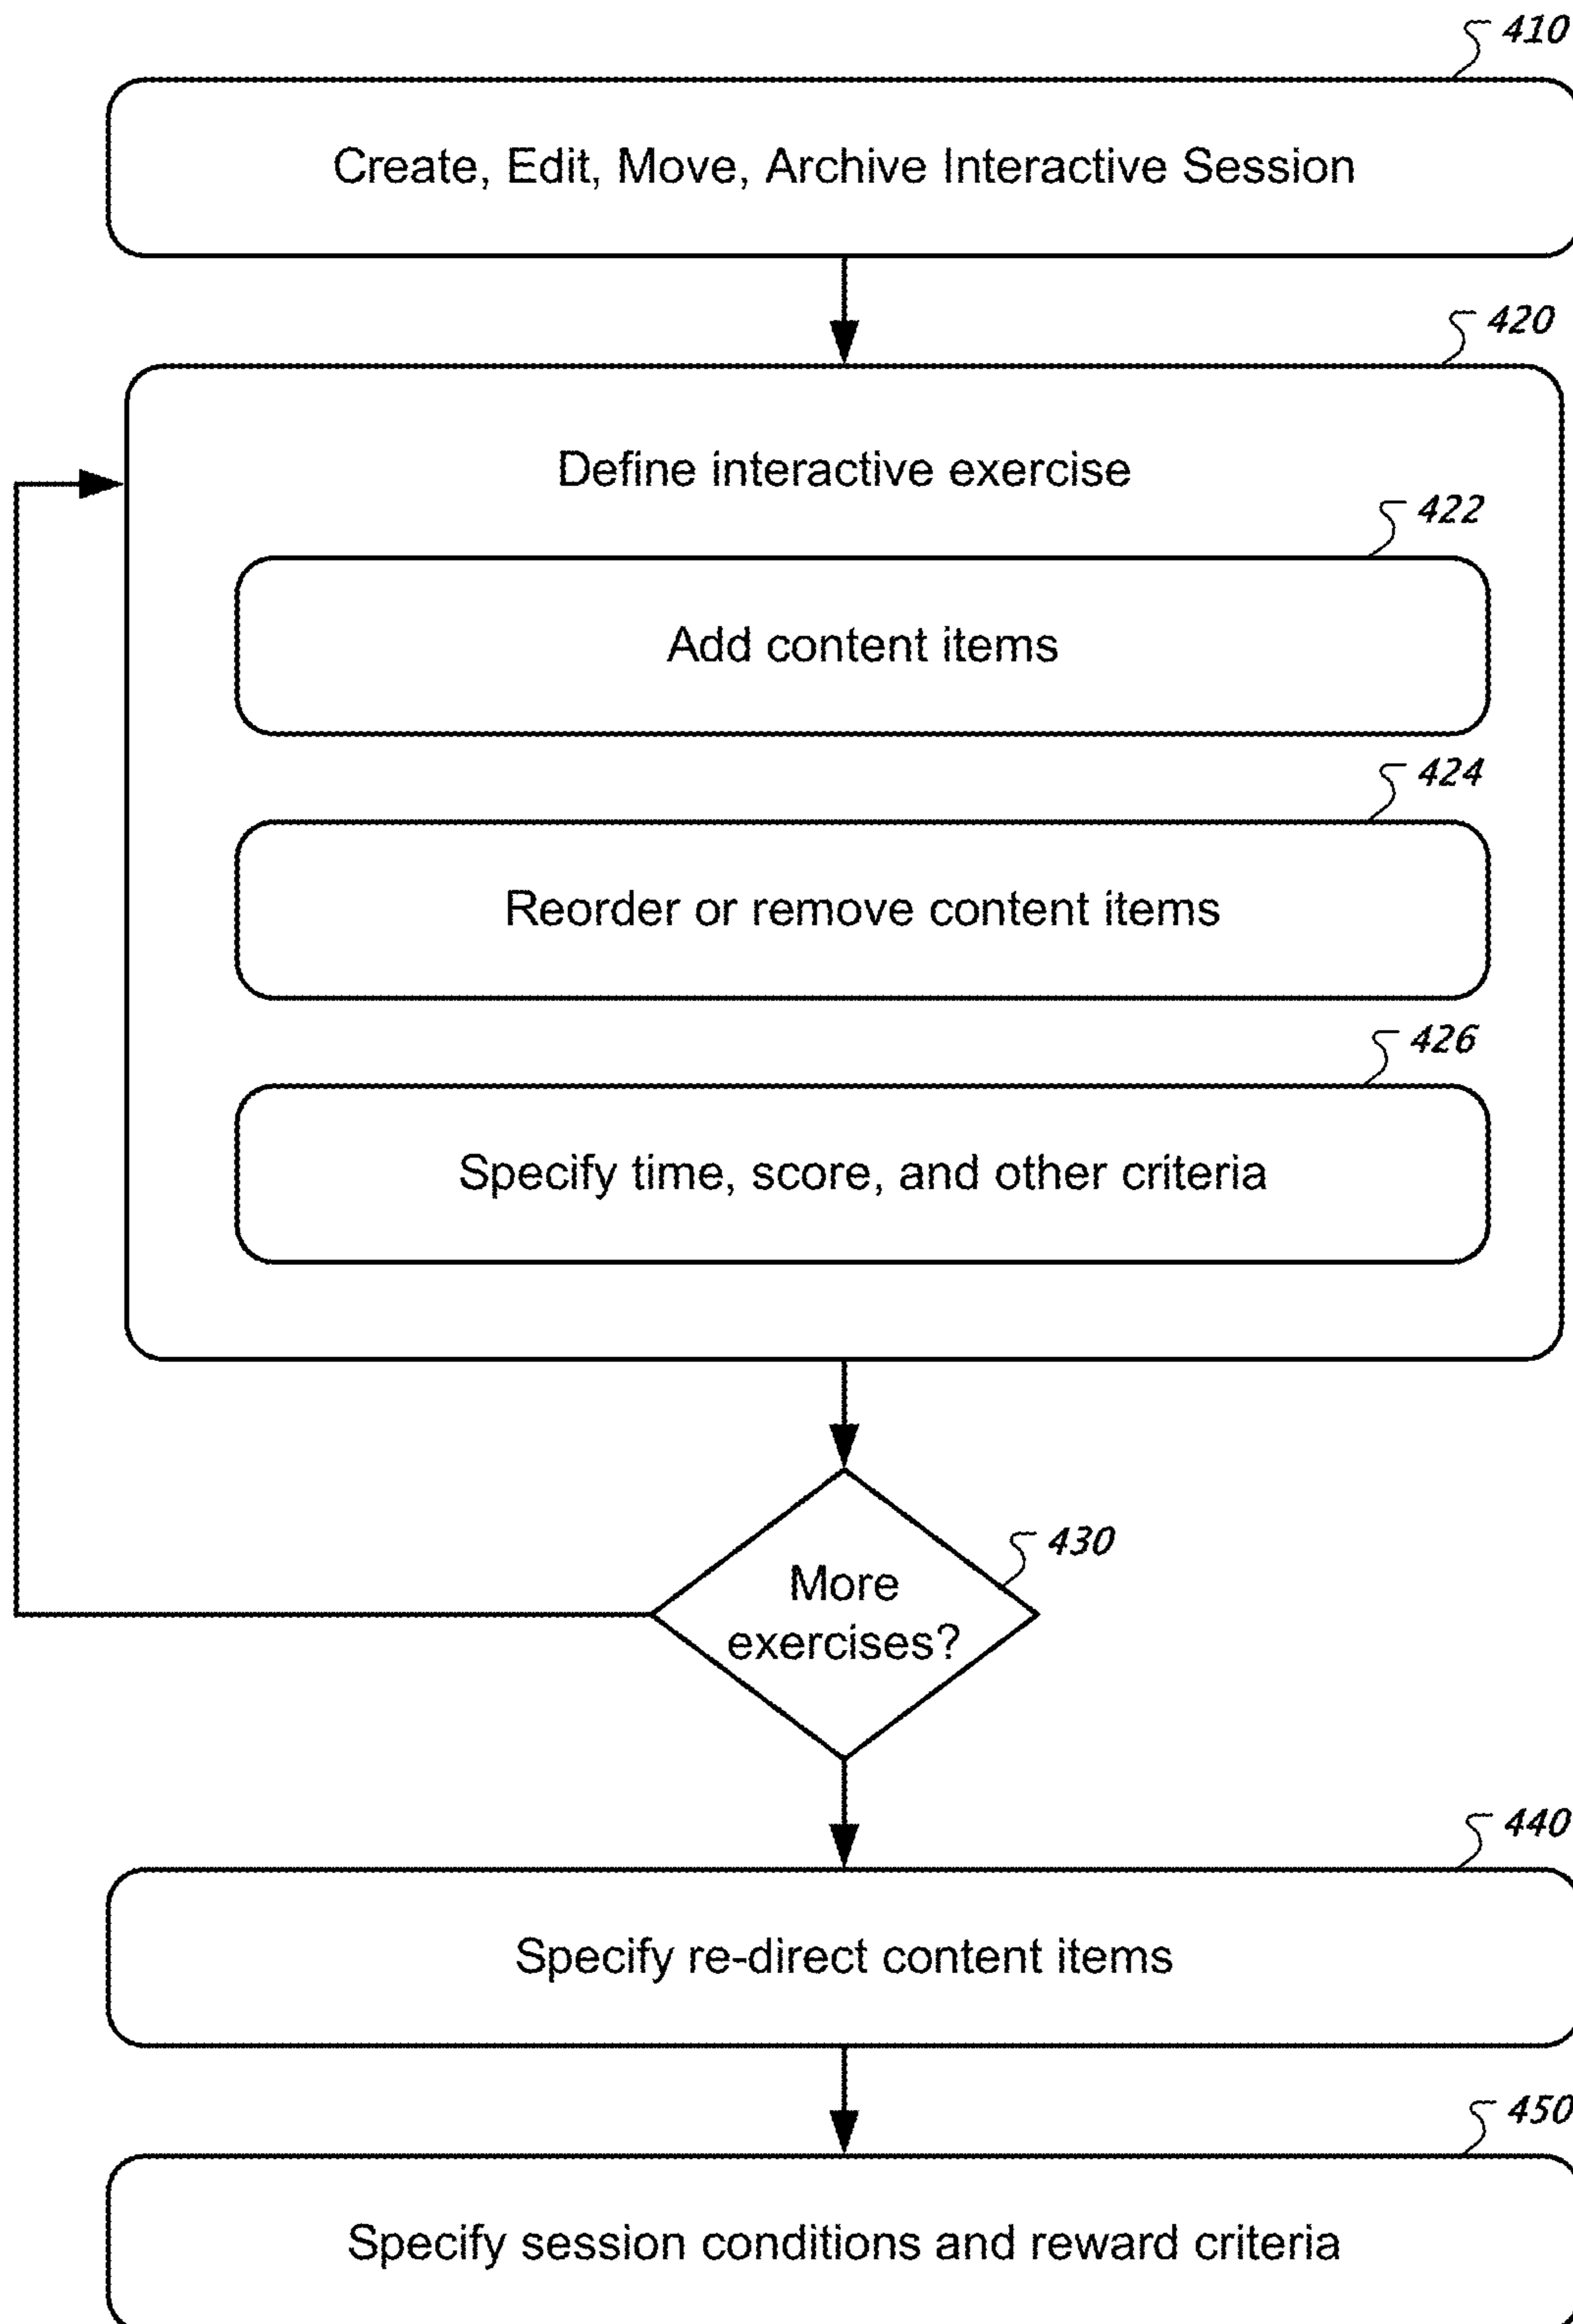 410
Create, Edit, Move, Archive Interactive Session
420
Define interactive exercise
422
Add content items
424
Reorder or remove content items
426
Specify time, score, and other criteria
430
More
exercises?
440
Specify re-direct content items
450
Specify session conditions and reward criteria